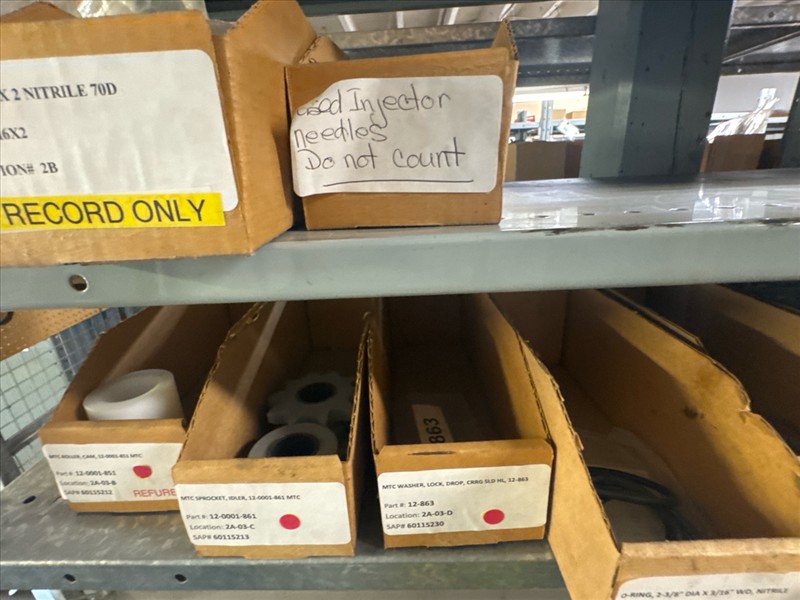 X 2 NITRILE 70D
6X2
ION# 2B
RECORD ONLY
Used Injector
needles
Do not count
MTC ROLLER, CAM, 12-0001-851 MTC
Part #: 12-0001-851
Location: 2A-03-B
SAP# 60115212
REFURB
MTC SPROCKET, IDLER, 12-0001-861 MTC
Part #: 12-0001-861
Location: 2A-03-C
SAP# 60115213
863
MTC WASHER, LOCK, DROP, CRRG SLD HL, 12-863
Part #: 12-863
Location: 2A-03-D
SAP# 60115230
O-RING, 2-3/8" DIA X 3/16" WD, NITRILE